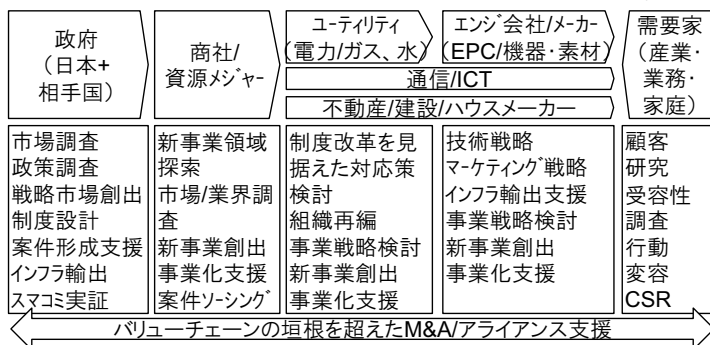 政府
（日本+
相手国）
商社/
資源メジャー
ユーティリティ
（電力/ガス、水）
エンジ会社/メーカー
（EPC/機器・素材）
通信/ICT
不動産/建設/ハウスメーカー
需要家
（産業・
業務・
家庭）
市場調査
政策調査
戦略市場創出
制度設計
案件形成支援
インフラ輸出
スマコミ実証
新事業領域
探索
市場/業界調
査
新事業創出
事業化支援
案件ソーシング
制度改革を見
据えた対応策
検討
組織再編
事業戦略検討
新事業創出
事業化支援
技術戦略
マーケティング戦略
インフラ輸出支援
事業戦略検討
新事業創出
事業化支援
顧客
研究
受容性
調査
行動
変容
CSR
バリューチェーンの垣根を超えたM&A/アライアンス支援